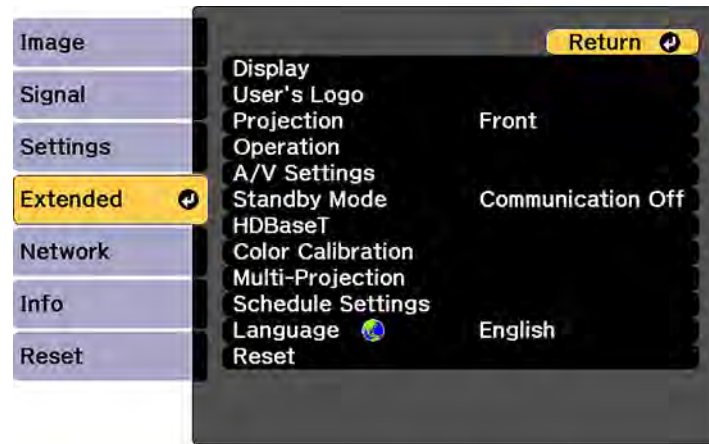 Image
Signal
Settings
Extended
Network
Info
Reset
Return
Display
User's Logo
Projection Front
Operation
A/V Settings
Standby Mode Communication Off
HDBaseT
Color Calibration
Multi-Projection
Schedule Settings
Language English
Reset